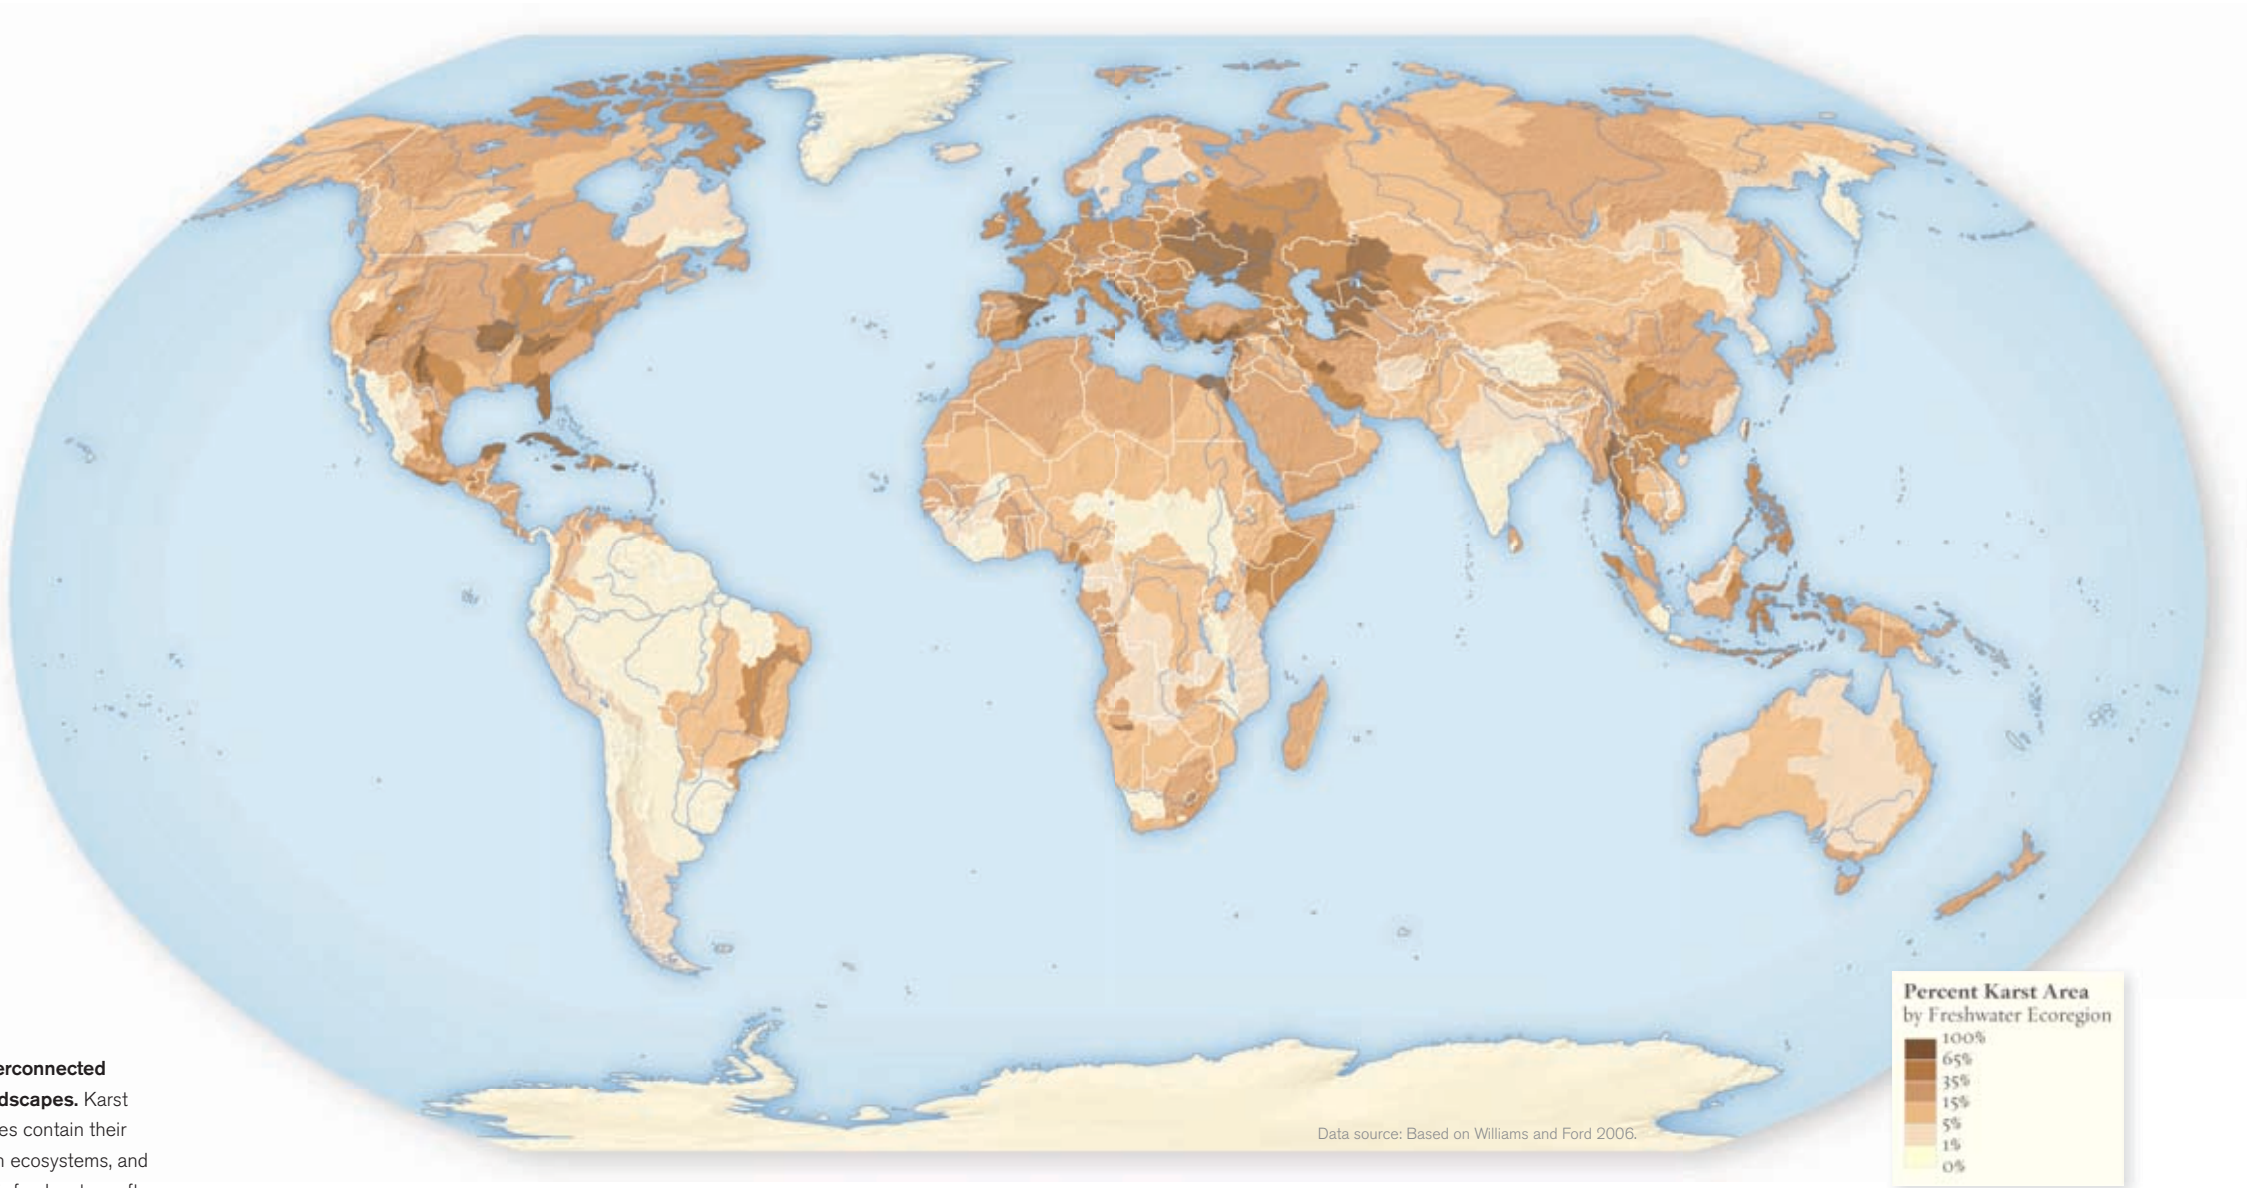 erconnected
dscapes. Karst
es contain their
n ecosystems, and
Data source: Based on Williams and Ford 2006.
Percent Karst Area
by Freshwater Ecoregion
100%
65%
35%
15%
5%
1%
0%